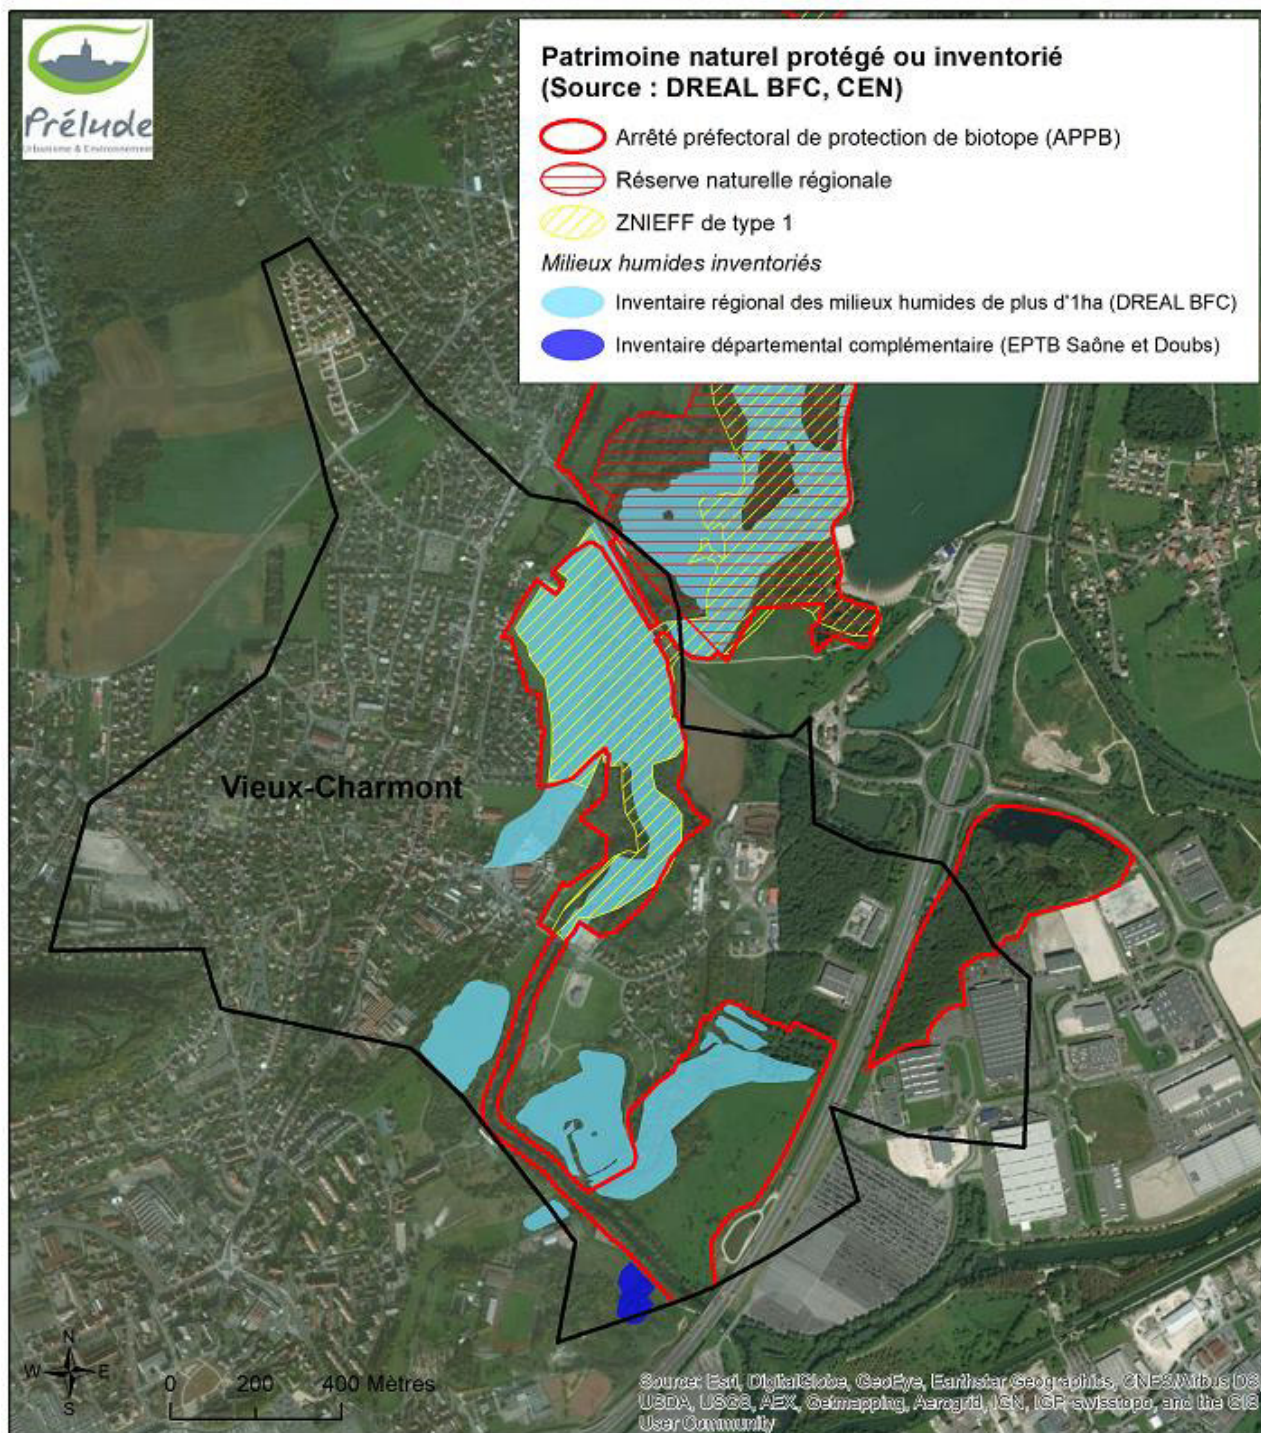 Prélude
Urbanisme & Environnement
Patrimoine naturel protégé ou inventorié
(Source : DREAL BFC, CEN)
Arrêté préfectoral de protection de biotope (APPB)
Réserve naturelle régionale
ZNIEFF de type 1
Milieux humides inventoriés
Inventaire régional des milieux humides de plus d'1ha (DREAL BFC)
Inventaire départemental complémentaire (EPTB Saône et Doubs)
Vieux-Charmont
N
W E
S
0 200 400 Mètres
Source: Esri, DigitalGlobe, GeoEye, Earthstar Geographics, CNES/Airbus DS
USDA, USGS, AEX, Getmapping, Aerogrid, IGN, IGP, swisstopo, and the GIS
User Community